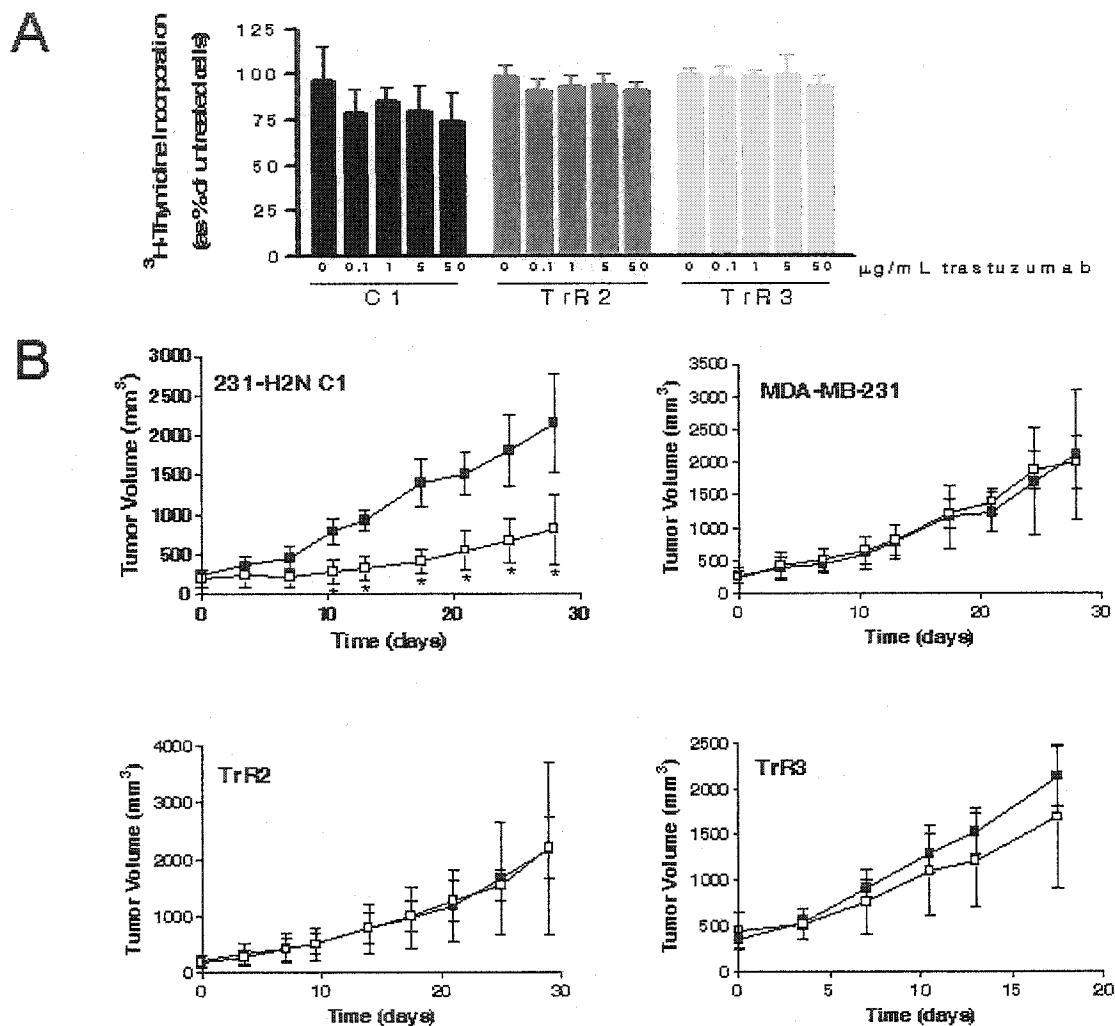 A
³H-Thymidine Incorporation
(as % of untreated cells)
125
100
75
50
25
0
0 0.1 1 5 50 0 0.1 1 5 50 0 0.1 1 5 50 µg/mL trastuzumab
C1 TrR2 TrR3
B
231-H2N C1
Tumor Volume (mm³)
3000
2500
2000
1500
1000
500
0
0 10 20 30
Time (days)
* * * * * *
MDA-MB-231
Tumor Volume (mm³)
3500
3000
2500
2000
1500
1000
500
0
0 10 20 30
Time (days)
TrR2
Tumor Volume (mm³)
4000
3000
2000
1000
0
0 10 20 30
Time (days)
TrR3
Tumor Volume (mm³)
2500
2000
1500
1000
500
0
0 5 10 15 20
Time (days)